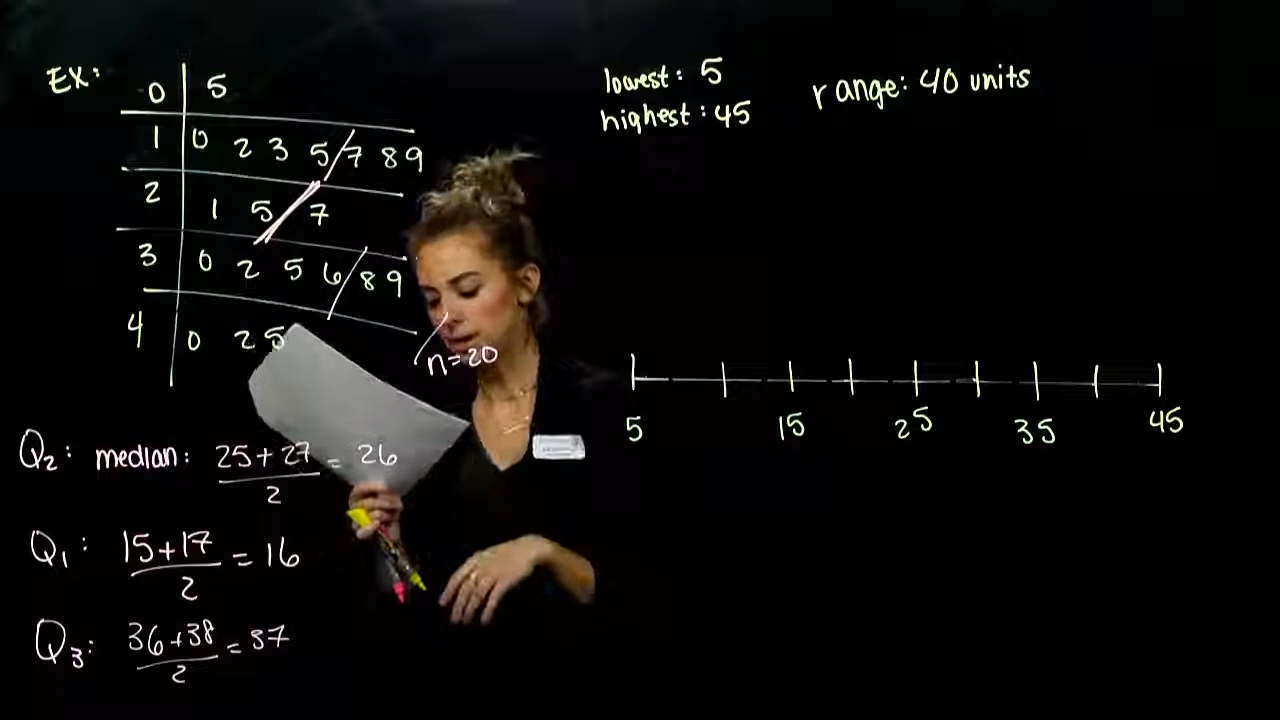 EX:
0 | 5
1 | 0 2 3 5/7 8 9
2 | 1 5/7
3 | 0 2 5 6/8 9
4 | 0 2 5
n=20
Q₂: median: 25+27/2 = 26
Q₁: 15+17/2 = 16
Q₃: 36+38/2 = 37
lowest: 5
highest: 45
range: 40 units
5 15 25 35 45